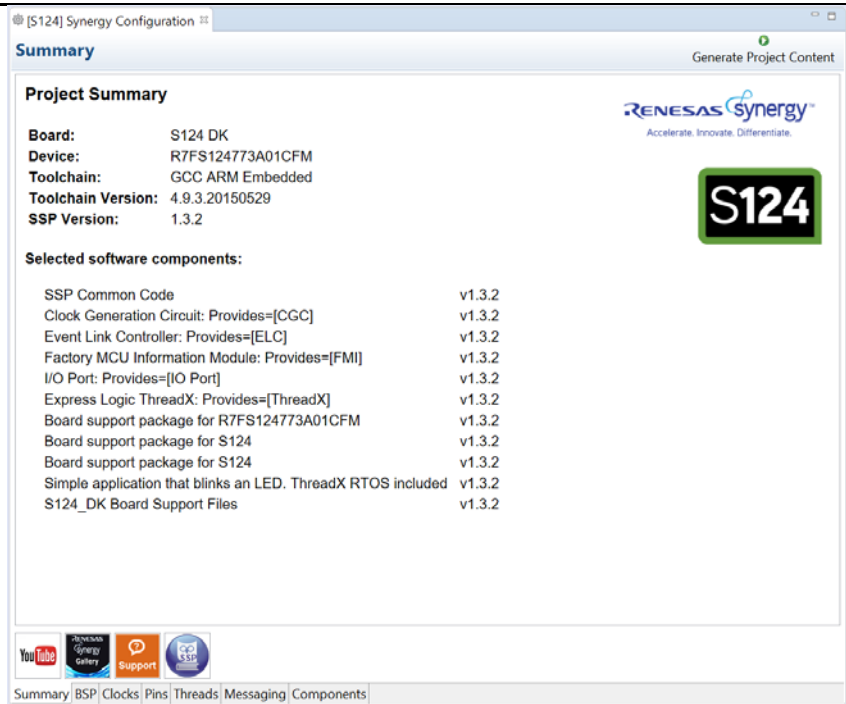 [S124] Synergy Configuration
Summary
Generate Project Content
Project Summary
RENESAS synergy™
Accelerate. Innovate. Differentiate.
Board: S124 DK
Device: R7FS124773A01CFM
Toolchain: GCC ARM Embedded
Toolchain Version: 4.9.3.20150529
SSP Version: 1.3.2
S124
Selected software components:
SSP Common Code v1.3.2
Clock Generation Circuit: Provides=[CGC] v1.3.2
Event Link Controller: Provides=[ELC] v1.3.2
Factory MCU Information Module: Provides=[FMI] v1.3.2
I/O Port: Provides=[IO Port] v1.3.2
Express Logic ThreadX: Provides=[ThreadX] v1.3.2
Board support package for R7FS124773A01CFM v1.3.2
Board support package for S124 v1.3.2
Board support package for S124 v1.3.2
Simple application that blinks an LED. ThreadX RTOS included v1.3.2
S124_DK Board Support Files v1.3.2
YouTube
RENESAS
Synergy
Gallery
Support
SSP
Summary BSP Clocks Pins Threads Messaging Components